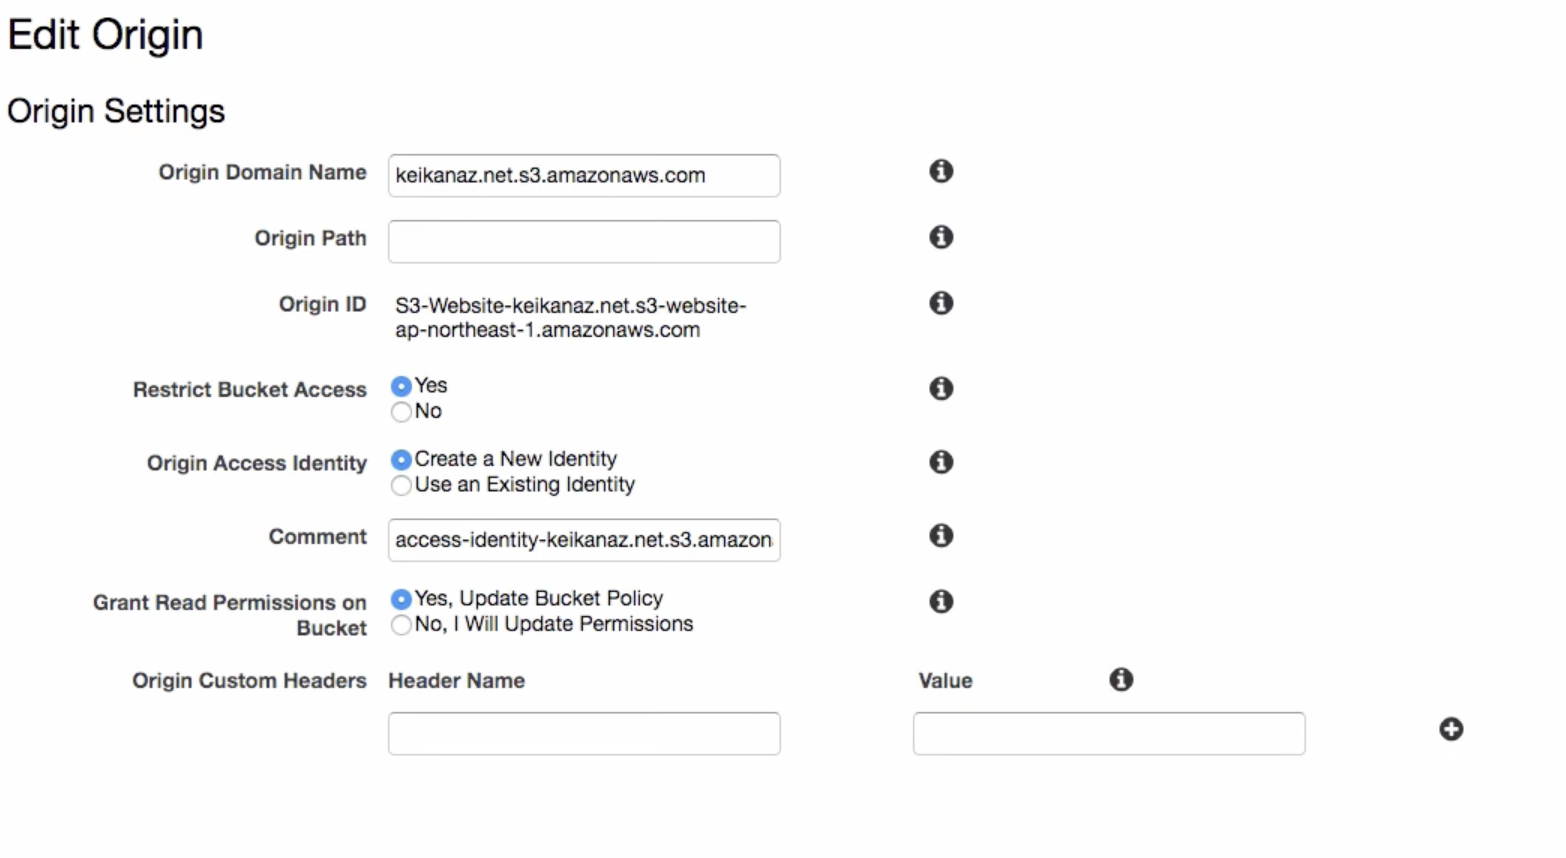 Edit Origin
Origin Settings
Origin Domain Name keikanaz.net.s3.amazonaws.com
Origin Path
Origin ID S3-Website-keikanaz.net.s3-website-
ap-northeast-1.amazonaws.com
Restrict Bucket Access Yes
No
Origin Access Identity Create a New Identity
Use an Existing Identity
Comment access-identity-keikanaz.net.s3.amazon
Grant Read Permissions on Bucket Yes, Update Bucket Policy
No, I Will Update Permissions
Origin Custom Headers Header Name Value